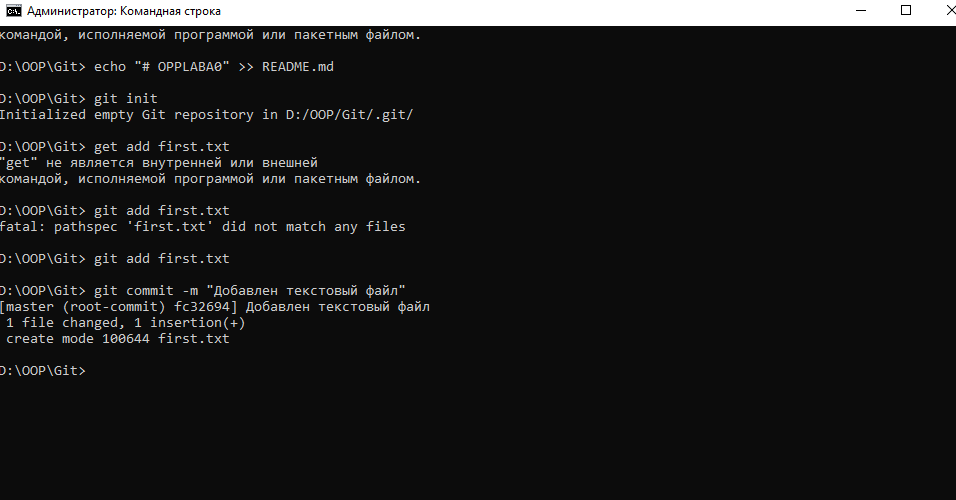 Администратор: Командная строка
командой, исполняемой программой или пакетным файлом.
D:\OOP\Git> echo "# OPPLABA0" >> README.md
D:\OOP\Git> git init
Initialized empty Git repository in D:/OOP/Git/.git/
D:\OOP\Git> get add first.txt
"get" не является внутренней или внешней
командой, исполняемой программой или пакетным файлом.
D:\OOP\Git> git add first.txt
fatal: pathspec 'first.txt' did not match any files
D:\OOP\Git> git add first.txt
D:\OOP\Git> git commit -m "Добавлен текстовый файл"
[master (root-commit) fc32694] Добавлен текстовый файл
1 file changed, 1 insertion(+)
create mode 100644 first.txt
D:\OOP\Git>